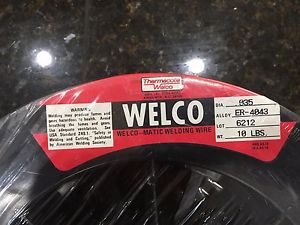 Thermacote
Welco
WARNING
Welding may produce fumes and
gases hazardous to health. Avoid
breathing the fumes and gases.
Use adequate ventilation. See
USA Standard Z49.1. "Safety in
Welding and Cutting," published
by American Welding Society.
WELCO
WELCO-MATIC WELDING WIRE
DIA. .035
ALLOY ER-4043
LOT 6212
WT 10 LBS.